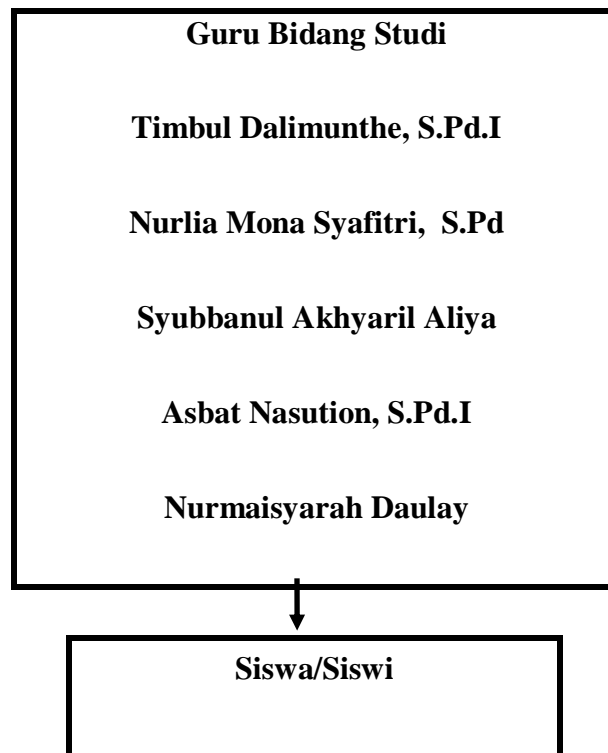 Guru Bidang Studi
Timbul Dalimunthe, S.Pd.I
Nurlia Mona Syafitri, S.Pd
Syubbanul Akhyaril Aliya
Asbat Nasution, S.Pd.I
Nurmaisyarah Daulay
Siswa/Siswi